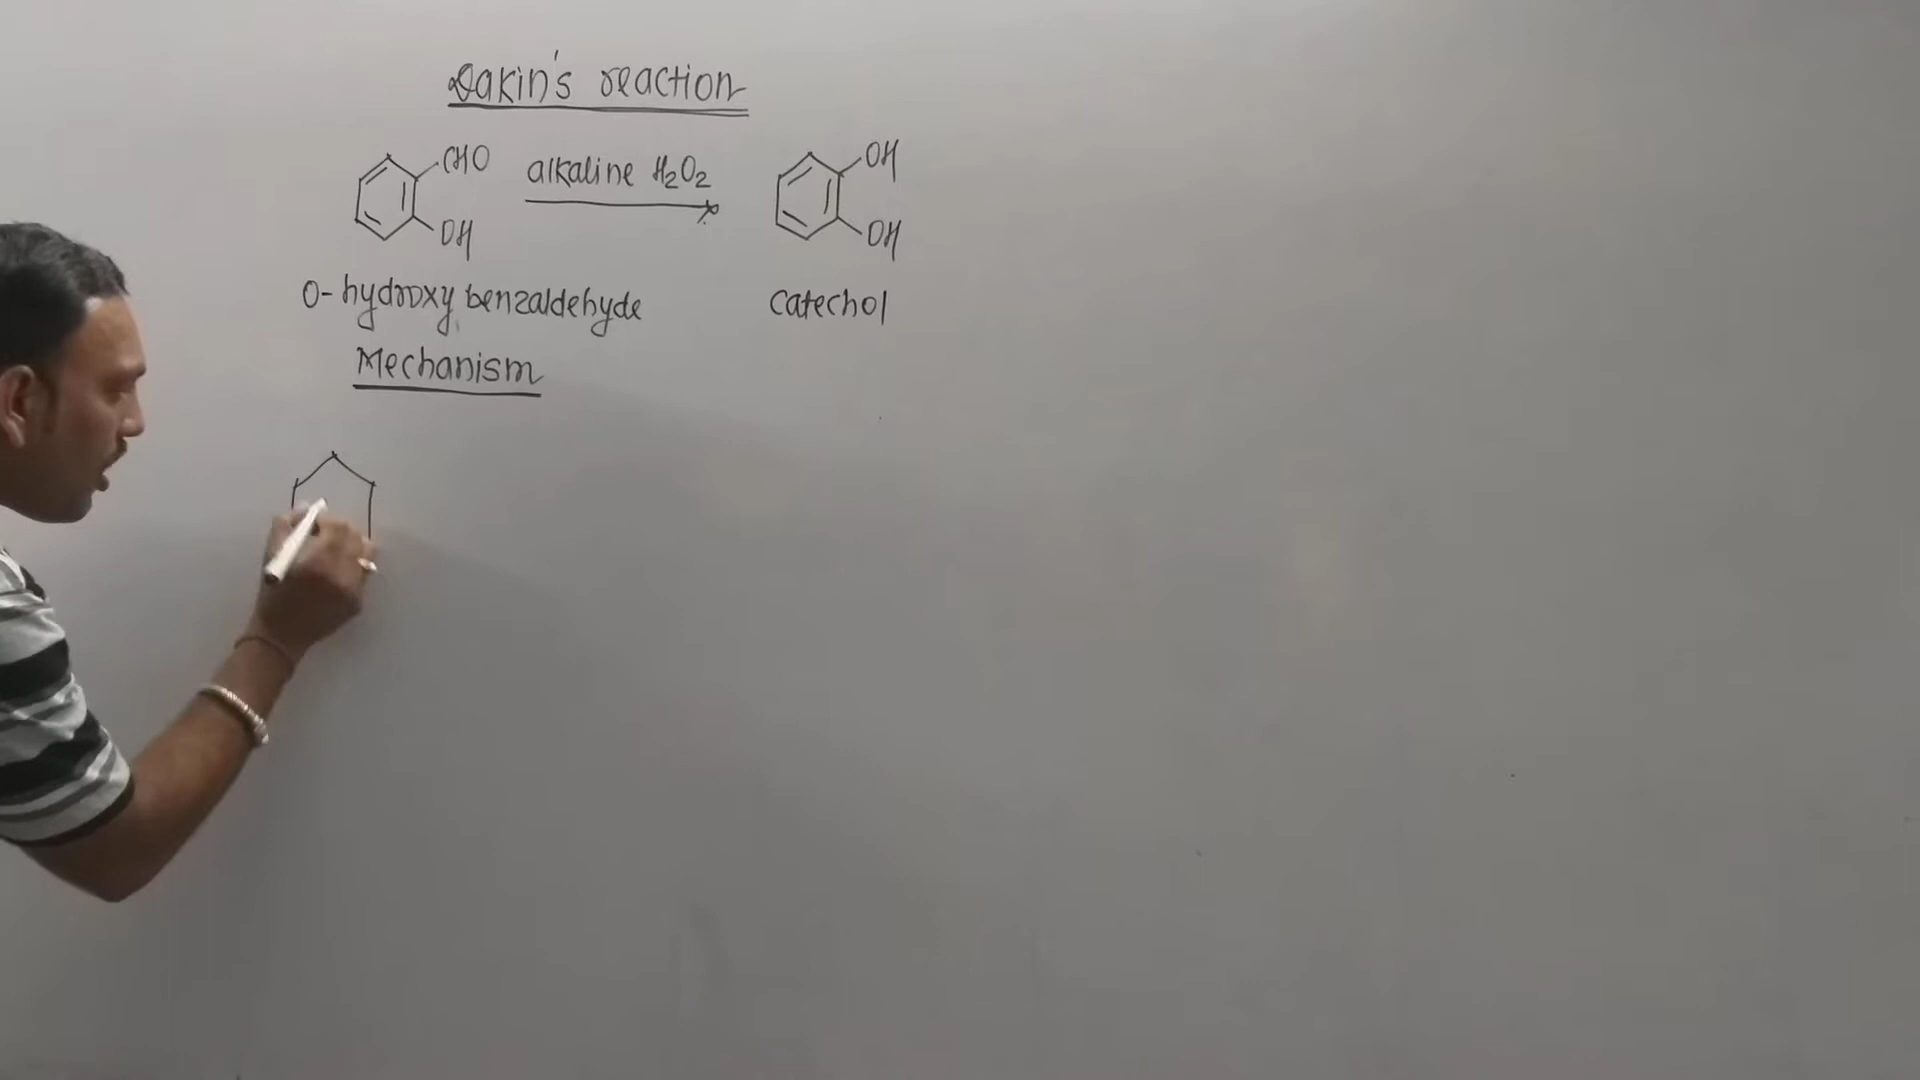 Dakin's reaction
CHO alkaline H₂O₂ OH
OH OH
O-hydroxy benzaldehyde Catechol
Mechanism